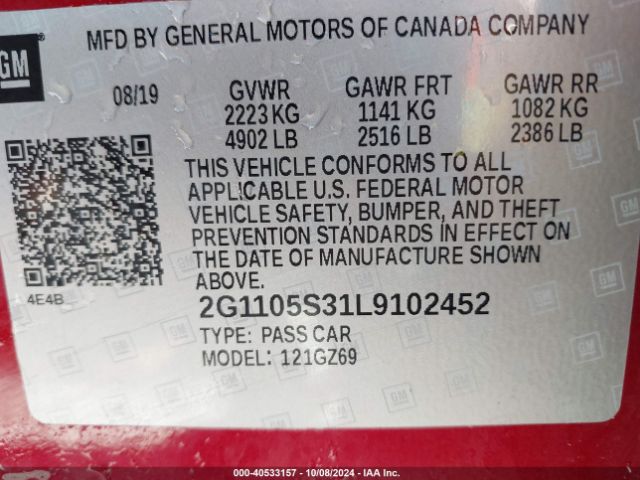 GM
MFD BY GENERAL MOTORS OF CANADA COMPANY
08/19 GVWR GAWR FRT GAWR RR
2223 KG 1141 KG 1082 KG
4902 LB 2516 LB 2386 LB
THIS VEHICLE CONFORMS TO ALL
APPLICABLE U.S. FEDERAL MOTOR
VEHICLE SAFETY, BUMPER, AND THEFT
PREVENTION STANDARDS IN EFFECT ON
THE DATE OF MANUFACTURE SHOWN
ABOVE.
4E4B
2G1105S31L9102452
TYPE: PASS CAR
MODEL: 121GZ69
000-40533157 - 10/08/2024 - IAA Inc.